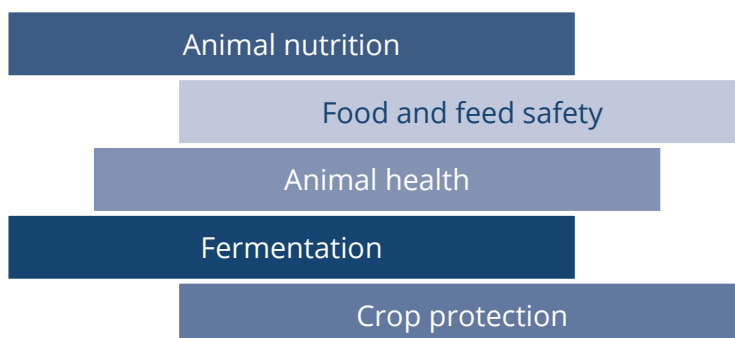 Animal nutrition
Food and feed safety
Animal health
Fermentation
Crop protection